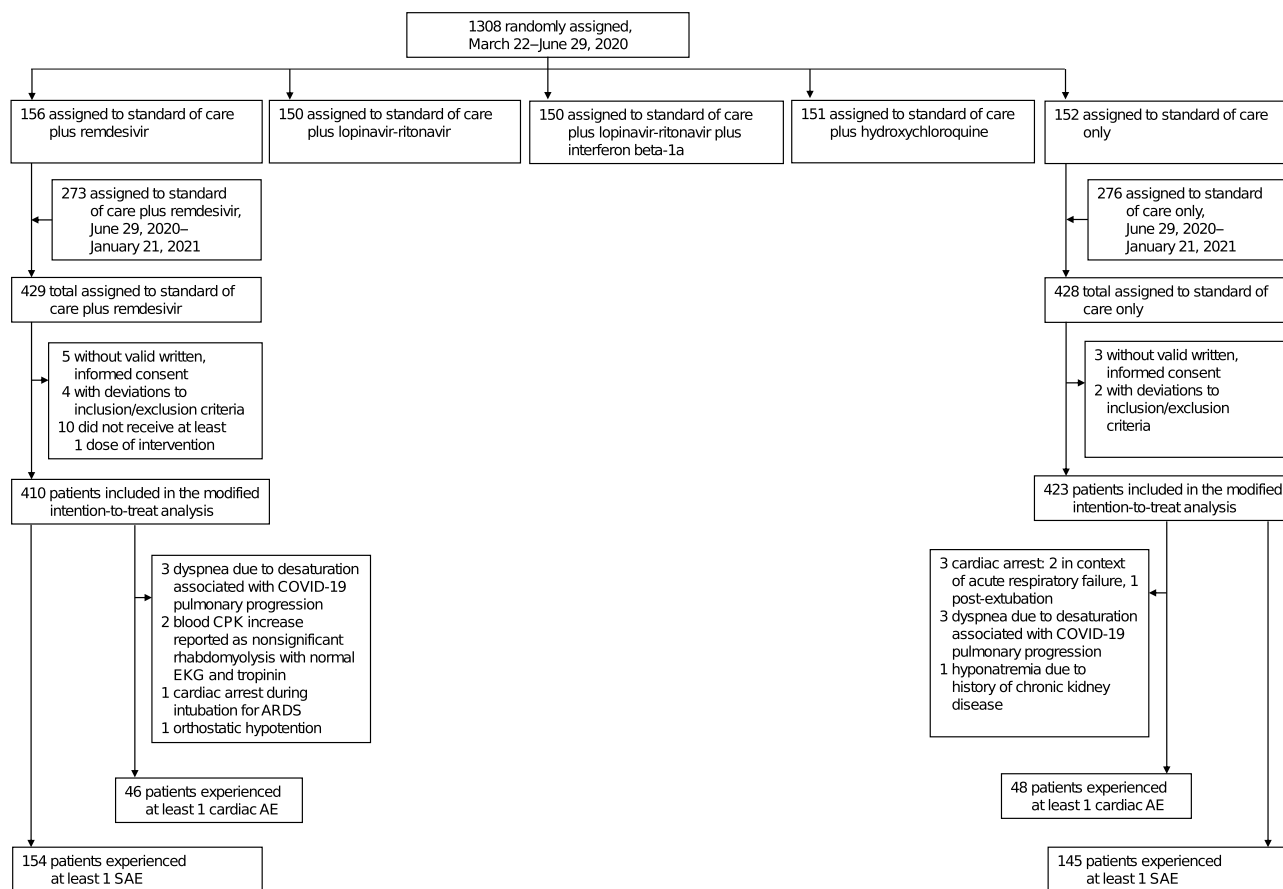 1308 randomly assigned,
March 22–June 29, 2020
156 assigned to standard of care
plus remdesivir
150 assigned to standard of care
plus lopinavir-ritonavir
150 assigned to standard of care
plus lopinavir-ritonavir plus
interferon beta-1a
151 assigned to standard of care
plus hydroxychloroquine
152 assigned to standard of care
only
273 assigned to standard
of care plus remdesivir,
June 29, 2020–
January 21, 2021
276 assigned to standard
of care only,
June 29, 2020–
January 21, 2021
429 total assigned to standard of
care plus remdesivir
428 total assigned to standard of
care only
5 without valid written,
informed consent
4 with deviations to
inclusion/exclusion criteria
10 did not receive at least
1 dose of intervention
3 without valid written,
informed consent
2 with deviations to
inclusion/exclusion
criteria
410 patients included in the modified
intention-to-treat analysis
423 patients included in the modified
intention-to-treat analysis
3 dyspnea due to desaturation
associated with COVID-19
pulmonary progression
2 blood CPK increase
reported as nonsignificant
rhabdomyolysis with normal
EKG and tropinin
1 cardiac arrest during
intubation for ARDS
1 orthostatic hypotention
3 cardiac arrest: 2 in context
of acute respiratory failure, 1
post-extubation
3 dyspnea due to desaturation
associated with COVID-19
pulmonary progression
1 hyponatremia due to
history of chronic kidney
disease
46 patients experienced
at least 1 cardiac AE
48 patients experienced
at least 1 cardiac AE
154 patients experienced
at least 1 SAE
145 patients experienced
at least 1 SAE